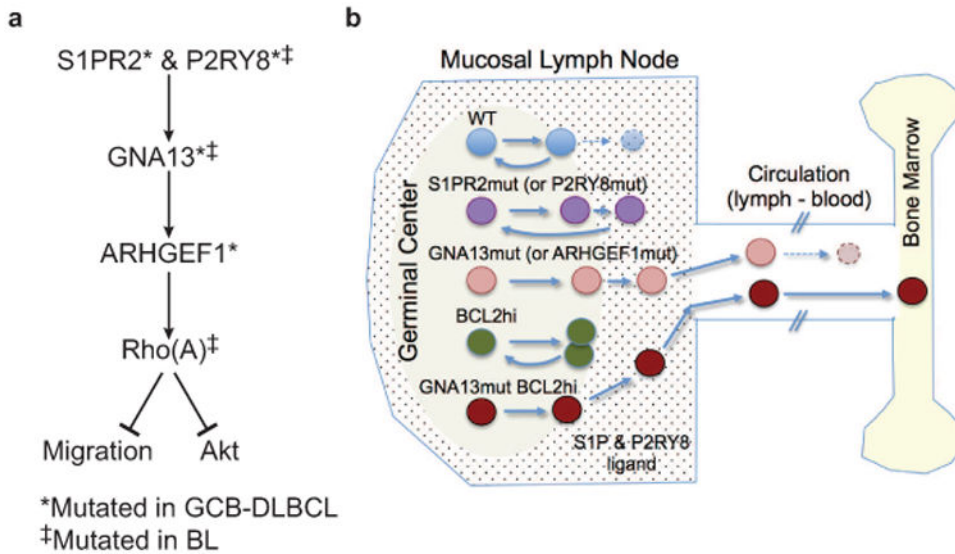 a
S1PR2* & P2RY8*‡
GNA13*‡
ARHGEF1*
Rho(A)‡
Migration Akt
*Mutated in GCB-DLBCL
‡Mutated in BL
b
Mucosal Lymph Node
Germinal Center
WT
S1PR2mut (or P2RY8mut)
GNA13mut (or ARHGEF1mut)
BCL2hi
GNA13mut BCL2hi
S1P & P2RY8
ligand
Circulation
(lymph - blood)
Bone Marrow